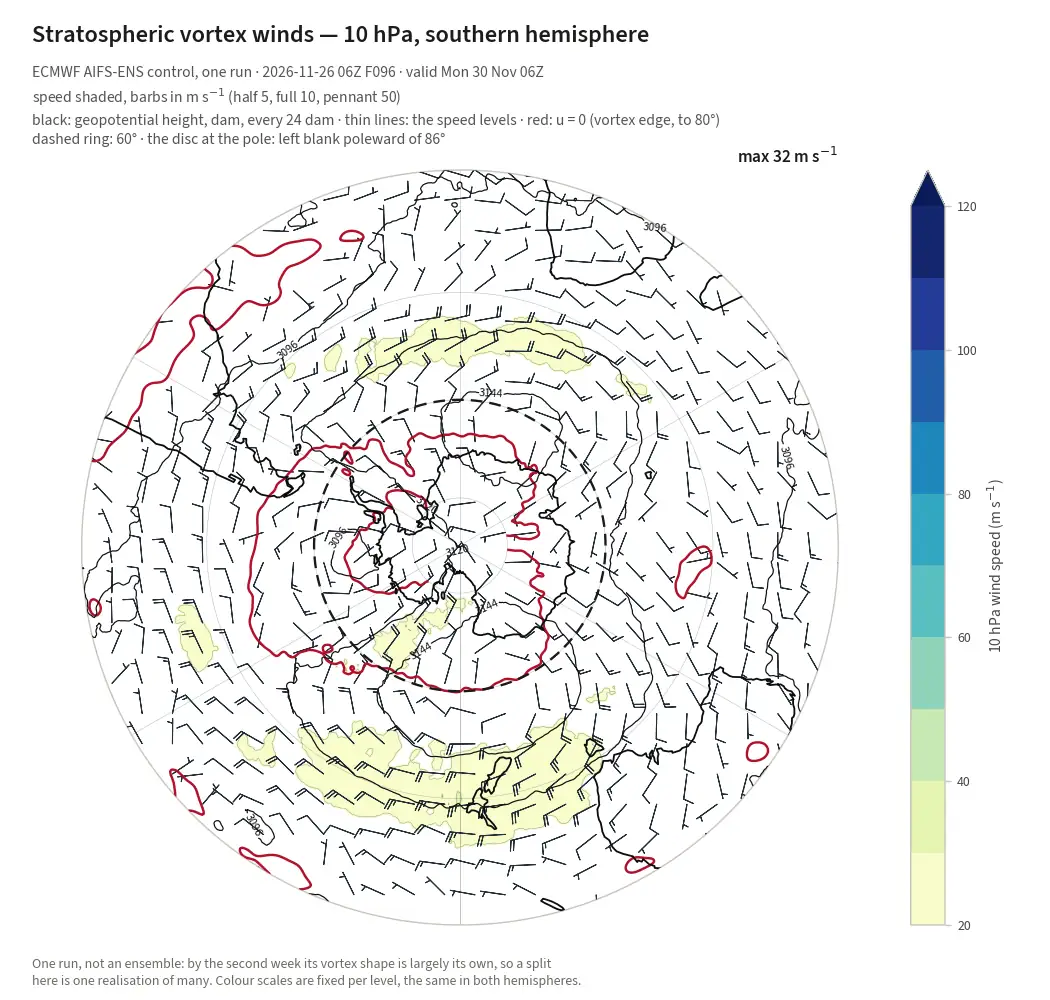 Stratospheric vortex winds — 10 hPa, southern hemisphere
ECMWF AIFS-ENS control, one run · 2026-11-26 06Z F096 · valid Mon 30 Nov 06Z
speed shaded, barbs in m s⁻¹ (half 5, full 10, pennant 50)
black: geopotential height, dam, every 24 dam · thin lines: the speed levels · red: u = 0 (vortex edge, to 80°)
dashed ring: 60° · the disc at the pole: left blank poleward of 86°
max 32 m s⁻¹
3096
3096
3144
3096
3096
3120
3144
3144
3096
120
100
80
60
40
20
10 hPa wind speed (m s⁻¹)
One run, not an ensemble: by the second week its vortex shape is largely its own, so a split
here is one realisation of many. Colour scales are fixed per level, the same in both hemispheres.